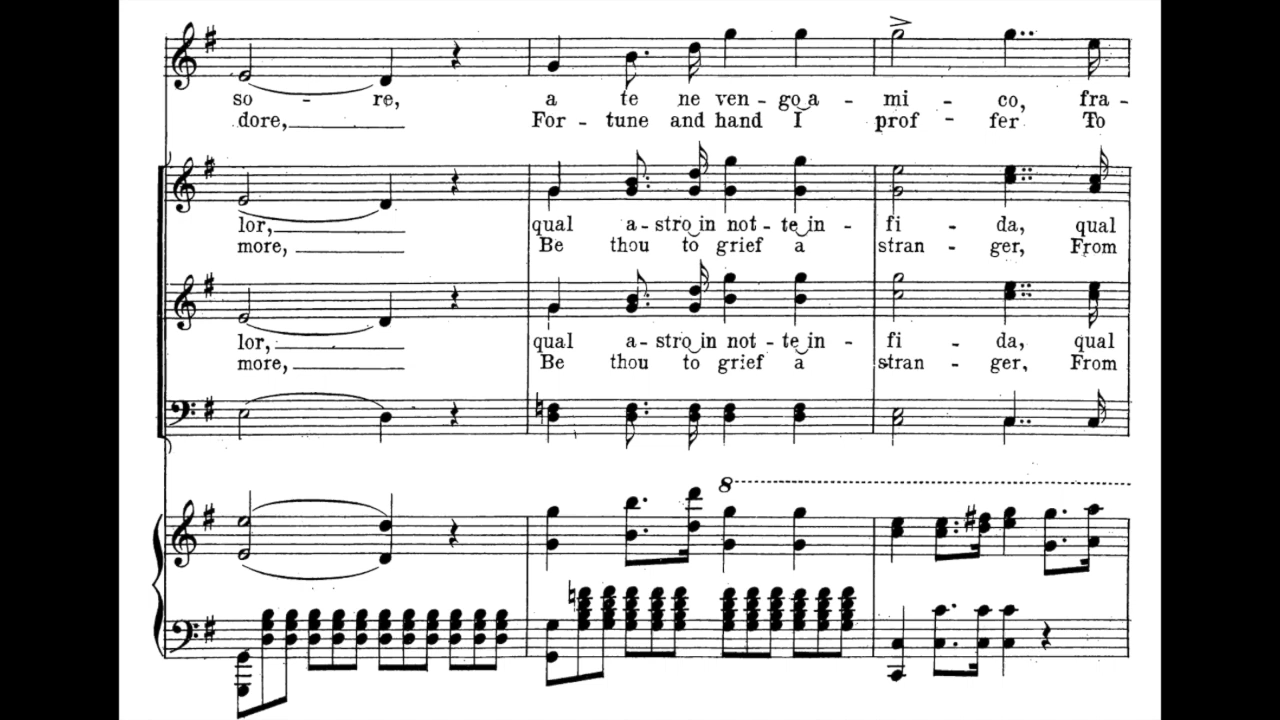 so - re, a te ne ven - go‿a - mi - co, fra -
dore, For - tune and hand I prof - fer To
lor, qual a - stro‿in not - te‿in - fi - da, qual
more, Be thou to grief a stran - ger, From
lor, qual a - stro‿in not - te‿in - fi - da, qual
more, Be thou to grief a stran - ger, From
8